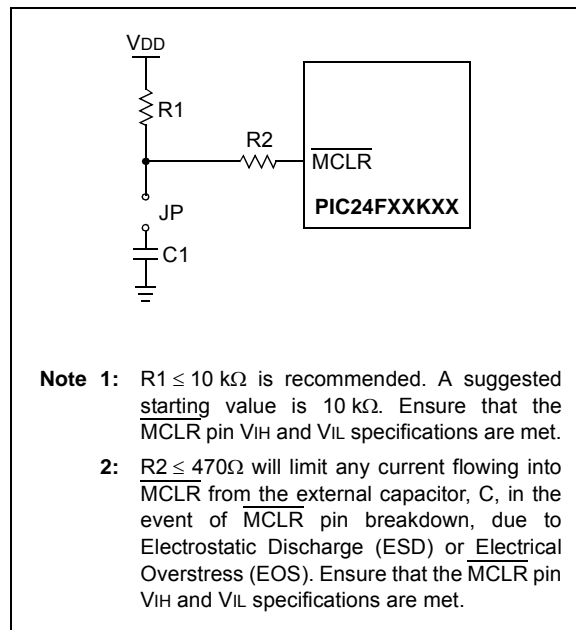 VDD
R1
R2
MCLR
PIC24FXXKXX
JP
C1
Note 1: R1 ≤ 10 kΩ is recommended. A suggested
starting value is 10 kΩ. Ensure that the
MCLR pin VIH and VIL specifications are met.
2: R2 ≤ 470Ω will limit any current flowing into
MCLR from the external capacitor, C, in the
event of MCLR pin breakdown, due to
Electrostatic Discharge (ESD) or Electrical
Overstress (EOS). Ensure that the MCLR pin
VIH and VIL specifications are met.